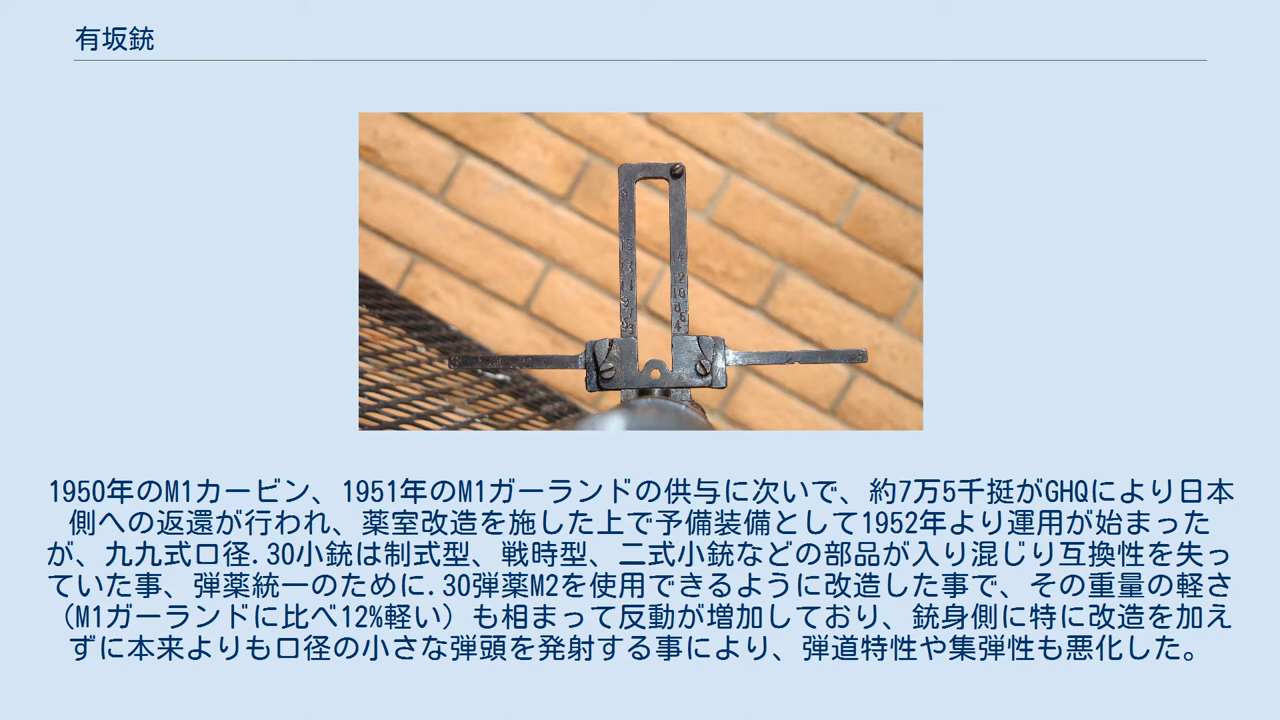 有坂銃
1950年のM1カービン、1951年のM1ガーランドの供与に次いで、約7万5千挺がGHQにより日本
側への返還が行われ、薬室改造を施した上で予備装備として1952年より運用が始まった
が、九九式口径.30小銃は制式型、戦時型、二式小銃などの部品が入り混じり互換性を失っ
ていた事、弾薬統一のために.30弾薬M2を使用できるように改造した事で、その重量の軽さ
（M1ガーランドに比べ12%軽い）も相まって反動が増加しており、銃身側に特に改造を加え
ずに本来よりも口径の小さな弾頭を発射する事により、弾道特性や集弾性も悪化した。